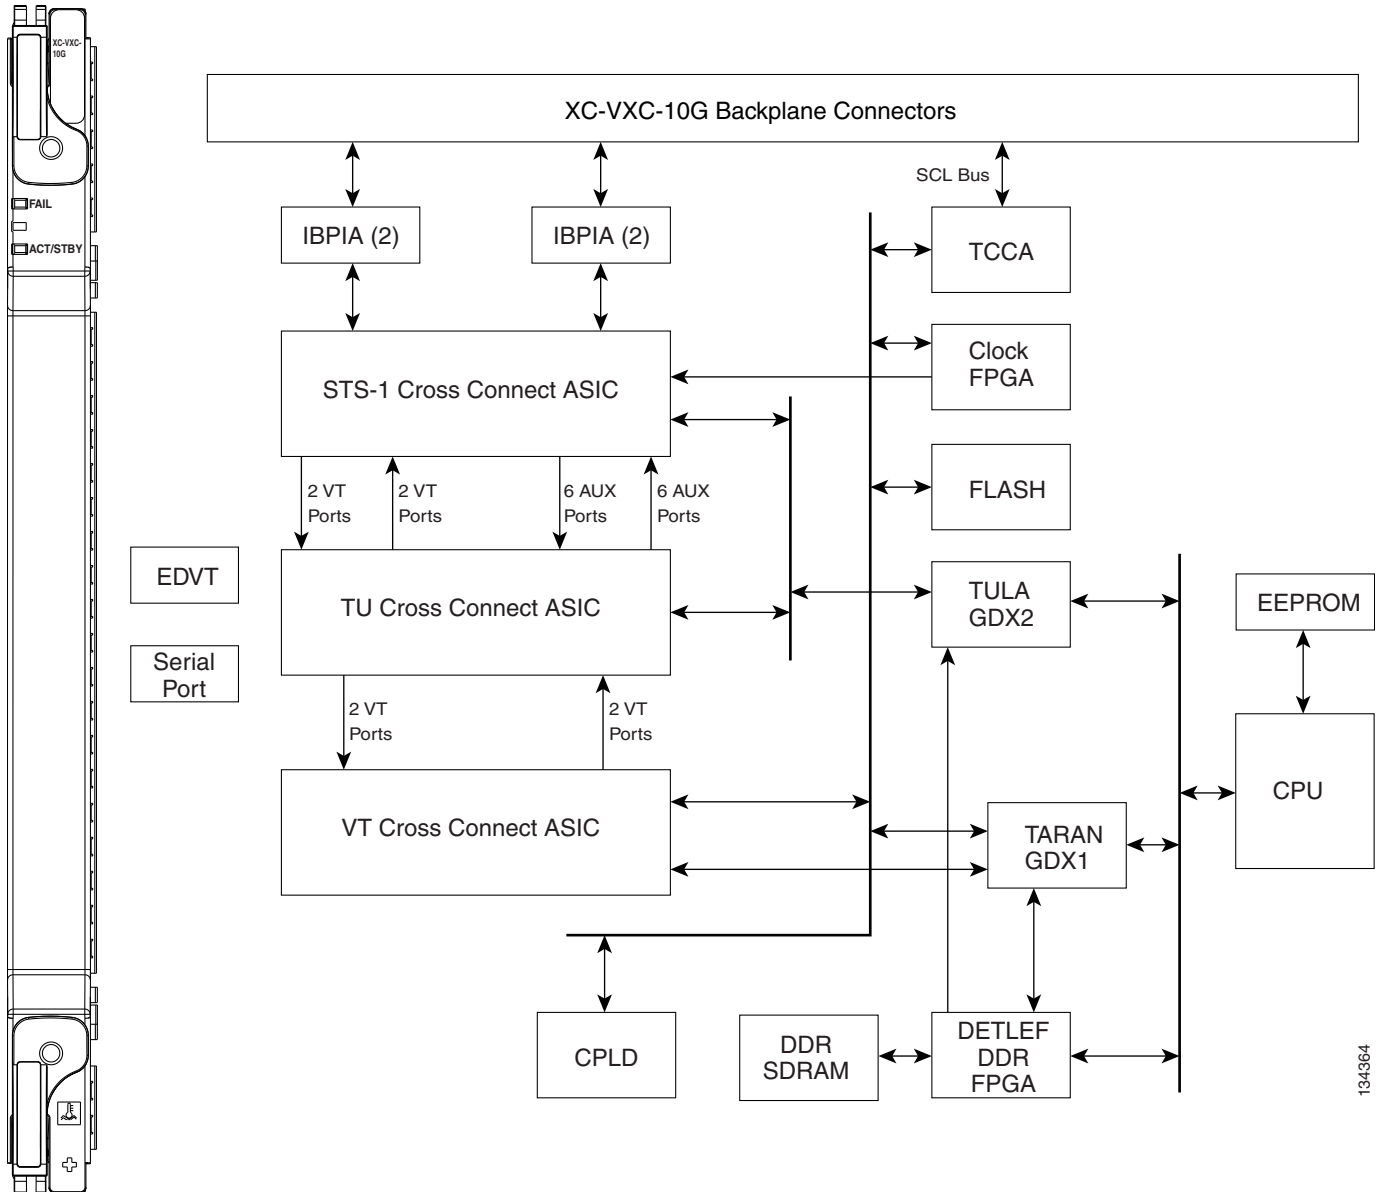 XC-VXC-
10G
FAIL
ACT/STBY
XC-VXC-10G Backplane Connectors
SCL Bus
IBPIA (2)
IBPIA (2)
TCCA
Clock
FPGA
STS-1 Cross Connect ASIC
2 VT
Ports
2 VT
Ports
6 AUX
Ports
6 AUX
Ports
FLASH
EDVT
TU Cross Connect ASIC
TULA
GDX2
EEPROM
Serial
Port
2 VT
Ports
2 VT
Ports
VT Cross Connect ASIC
TARAN
GDX1
CPU
CPLD
DDR
SDRAM
DETLEF
DDR
FPGA
134364